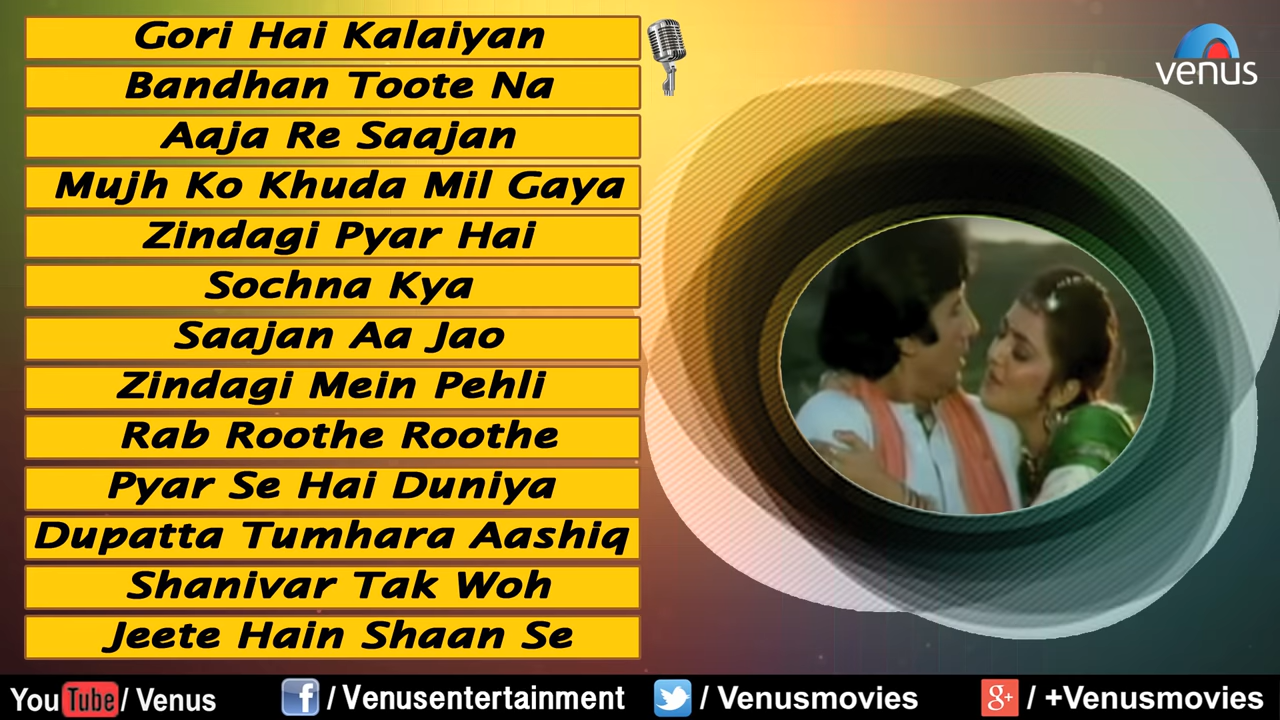 Gori Hai Kalaiyan
Bandhan Toote Na
Aaja Re Saajan
Mujh Ko Khuda Mil Gaya
Zindagi Pyar Hai
Sochna Kya
Saajan Aa Jao
Zindagi Mein Pehli
Rab Roothe Roothe
Pyar Se Hai Duniya
Dupatta Tumhara Aashiq
Shanivar Tak Woh
Jeete Hain Shaan Se
venus
YouTube / Venus f / Venusentertainment / Venusmovies g+ / +Venusmovies